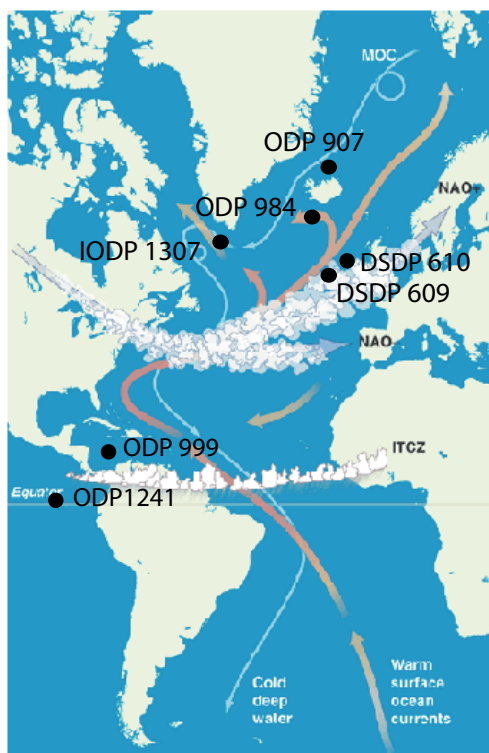 MOC
ODP 907
NAO+
ODP 984
IODP 1307
DSDP 610
DSDP 609
NAO-
ODP 999
ITCZ
Equator
ODP1241
Cold
deep
water
Warm
surface
ocean
currents